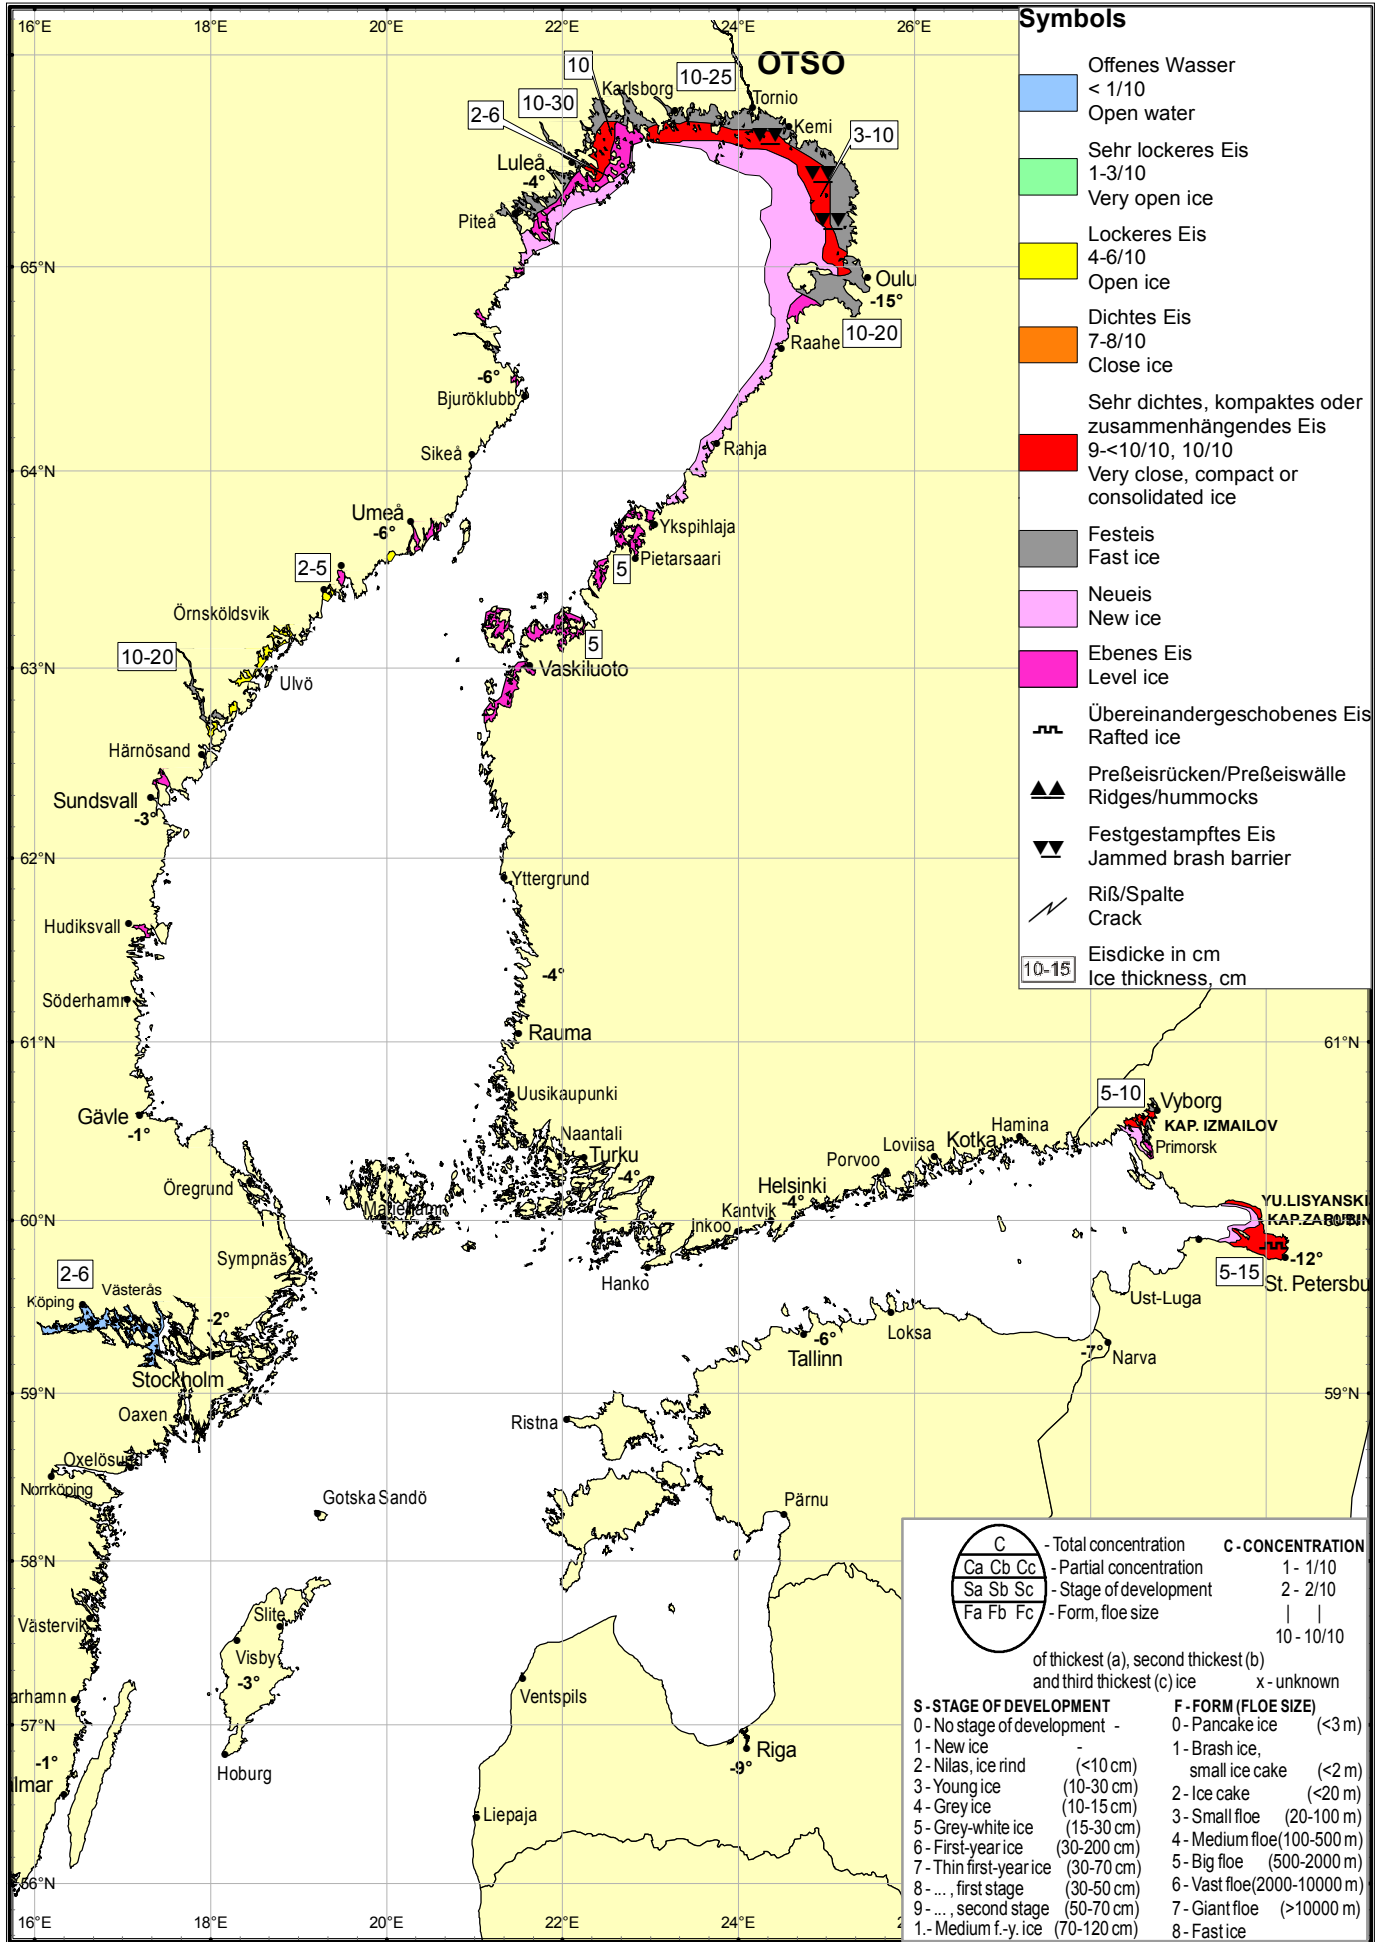 16°E
18°E
20°E
22°E
24°E
26°E
Symbols
Offenes Wasser
< 1/10
Open water
Sehr lockeres Eis
1-3/10
Very open ice
Lockeres Eis
4-6/10
Open ice
Dichtes Eis
7-8/10
Close ice
Sehr dichtes, kompaktes oder
zusammenhängendes Eis
9-<10/10, 10/10
Very close, compact or
consolidated ice
Festeis
Fast ice
Neueis
New ice
Ebenes Eis
Level ice
Übereinandergeschobenes Eis
Rafted ice
Preßeisrücken/Preßeiswälle
Ridges/hummocks
Festgestampftes Eis
Jammed brash barrier
Riß/Spalte
Crack
10-15
Eisdicke in cm
Ice thickness, cm
OTSO
10
10-25
Karlsborg
Tornio
10-30
2-6
Kemi
3-10
Luleå
-4°
Piteå
65°N
Oulu
-15°
10-20
Raahe
-6°
Bjuröklubb
Rahja
Sikeå
64°N
Umeå
-6°
Ykspihlaja
Pietarsaari
5
2-5
Örnsköldsvik
5
10-20
63°N
Vaskiluoto
Ulvö
Härnösand
Sundsvall
-3°
62°N
Yttergrund
Hudiksvall
-4°
Söderhamn
Rauma
61°N
61°N
Uusikaupunki
5-10
Vyborg
KAP. IZMAILOV
Gävle
-1°
Hamina
Naantali
Loviisa
Kotka
Primorsk
Turku
-4°
Porvoo
Öregrund
Helsinki
-4°
YU.LISYANSKI
Mariehamn
Kantvik
60°N
KAP.ZARUBIN
Inkoo
Sympnäs
-12°
2-6
Hanko
5-15
St. Petersbu
Västerås
Köping
Ust-Luga
-2°
Loksa
-6°
Tallinn
-7°
Narva
Stockholm
59°N
59°N
Oaxen
Ristna
Oxelösund
Norrköping
Gotska Sandö
Pärnu
58°N
Slite
Västervik
Visby
-3°
Ventspils
arhamn
57°N
Riga
-9°
-1°
Hoburg
lmar
Liepaja
56°N
16°E
18°E
20°E
22°E
24°E
C
- Total concentration
Ca Cb Cc
- Partial concentration
Sa Sb Sc
- Stage of development
Fa Fb Fc
- Form, floe size
C - CONCENTRATION
1 - 1/10
2 - 2/10
| |
10 - 10/10
of thickest (a), second thickest (b)
and third thickest (c) ice
x - unknown
S - STAGE OF DEVELOPMENT
0 - No stage of development -
1 - New ice -
2 - Nilas, ice rind (<10 cm)
3 - Young ice (10-30 cm)
4 - Grey ice (10-15 cm)
5 - Grey-white ice (15-30 cm)
6 - First-year ice (30-200 cm)
7 - Thin first-year ice (30-70 cm)
8 - ... , first stage (30-50 cm)
9 - ... , second stage (50-70 cm)
1.- Medium f.-y. ice (70-120 cm)
F - FORM (FLOE SIZE)
0 - Pancake ice (<3 m)
1 - Brash ice,
small ice cake (<2 m)
2 - Ice cake (<20 m)
3 - Small floe (20-100 m)
4 - Medium floe (100-500 m)
5 - Big floe (500-2000 m)
6 - Vast floe (2000-10000 m)
7 - Giant floe (>10000 m)
8 - Fast ice